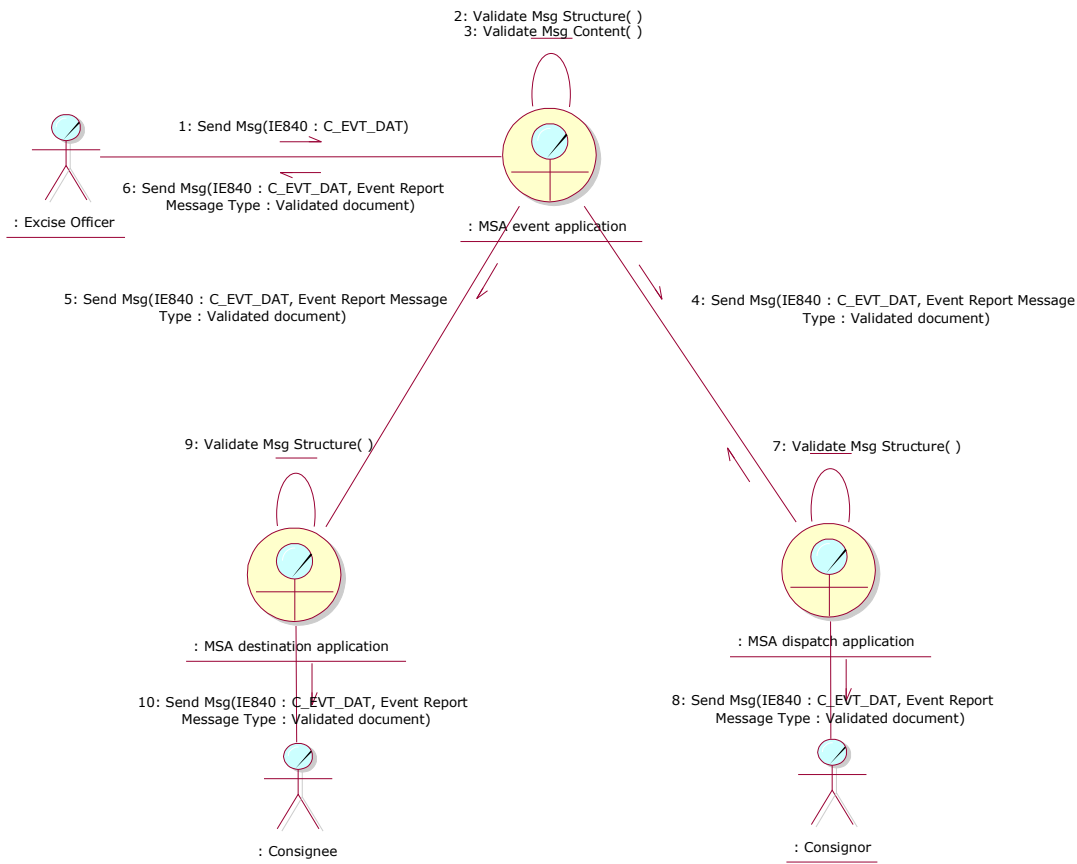 2: Validate Msg Structure( )
3: Validate Msg Content( )
1: Send Msg(IE840 : C_EVT_DAT)
6: Send Msg(IE840 : C_EVT_DAT, Event Report
Message Type : Validated document)
: Excise Officer
: MSA event application
5: Send Msg(IE840 : C_EVT_DAT, Event Report Message
Type : Validated document)
4: Send Msg(IE840 : C_EVT_DAT, Event Report Message
Type : Validated document)
9: Validate Msg Structure( )
7: Validate Msg Structure( )
: MSA destination application
: MSA dispatch application
10: Send Msg(IE840 : C_EVT_DAT, Event Report
Message Type : Validated document)
8: Send Msg(IE840 : C_EVT_DAT, Event Report
Message Type : Validated document)
: Consignee
: Consignor